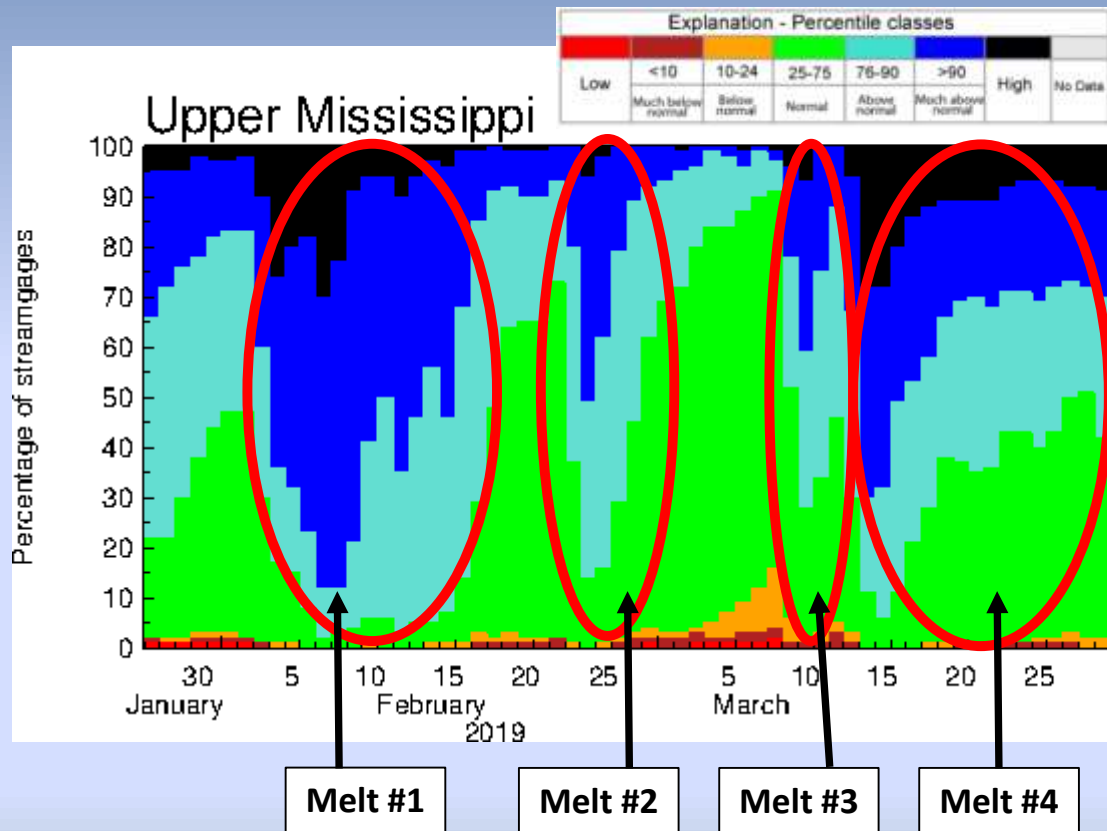 Explanation - Percentile classes
Low <10 10-24 25-75 76-90 >90 High No Data
Much below normal Below normal Normal Above normal Much above normal
Upper Mississippi
Percentage of streamgages
100
90
80
70
60
50
40
30
20
10
0
30 5 10 15 20 25 5 10 15 20 25
January February March
2019
Melt #1 Melt #2 Melt #3 Melt #4